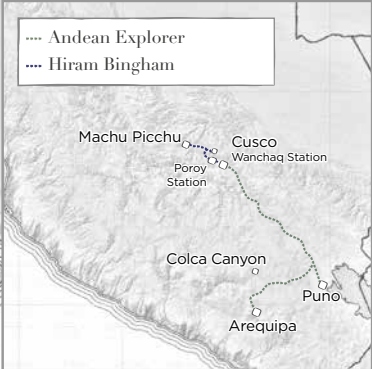 Andean Explorer
Hiram Bingham
Machu Picchu
Cusco
Wanchaq Station
Poroy
Station
Colca Canyon
Puno
Arequipa